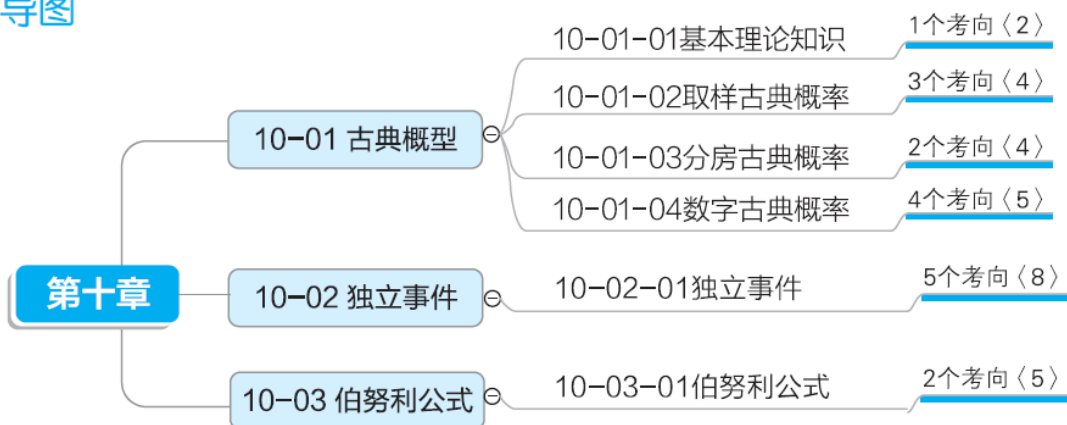 导图
10-01-01基本理论知识 1个考向〈2〉
10-01-02取样古典概率 3个考向〈4〉
10-01 古典概型
10-01-03分房古典概率 2个考向〈4〉
10-01-04数字古典概率 4个考向〈5〉
第十章
10-02 独立事件 10-02-01独立事件 5个考向〈8〉
10-03 伯努利公式 10-03-01伯努利公式 2个考向〈5〉